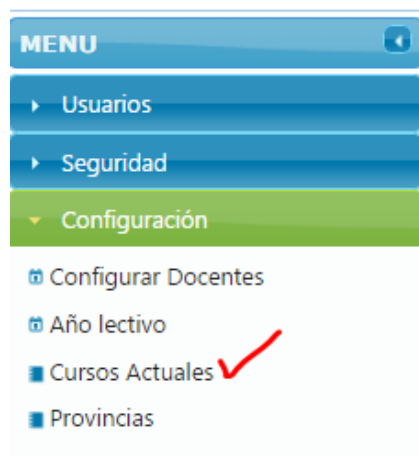 MENU
Usuarios
Seguridad
Configuración
Configurar Docentes
Año lectivo
Cursos Actuales
Provincias